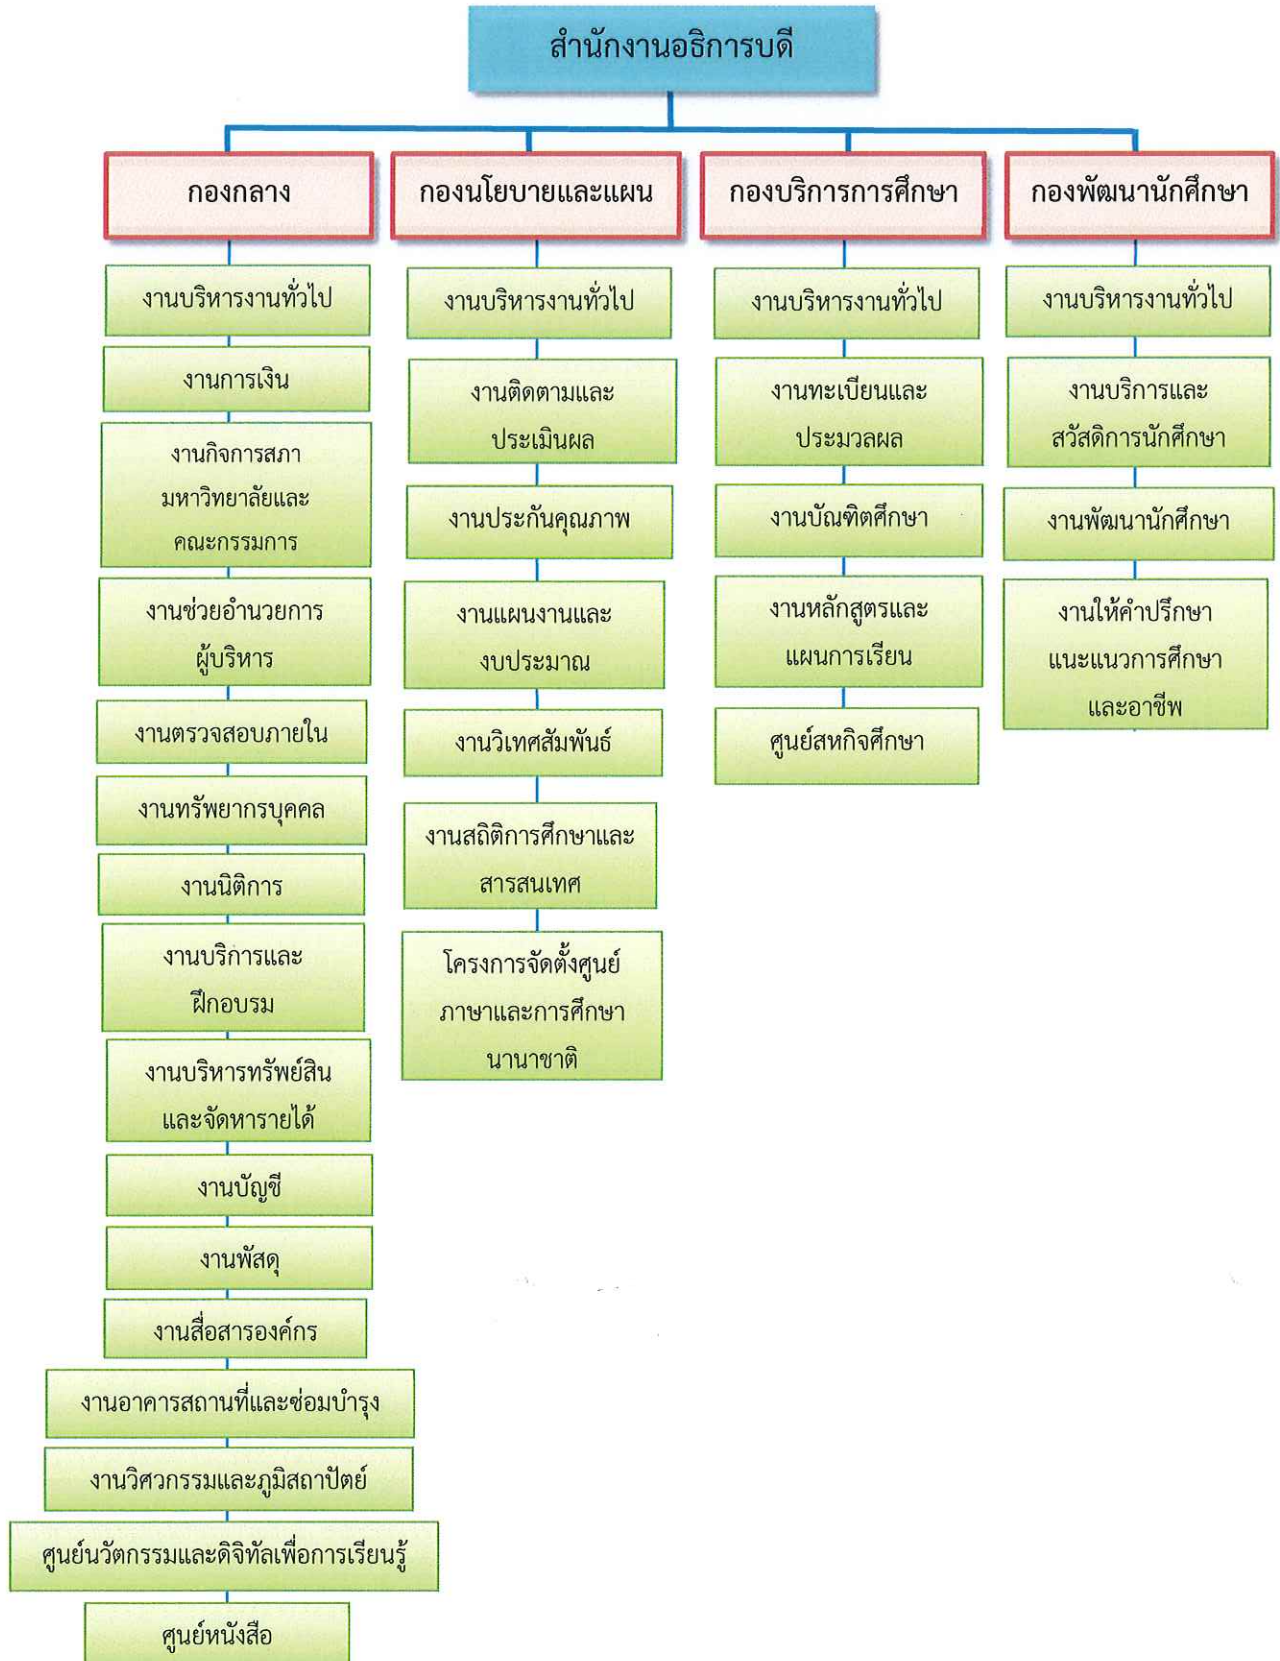 สำนักงานอธิการบดี
กองกลาง
กองนโยบายและแผน
กองบริการการศึกษา
กองพัฒนานักศึกษา
งานบริหารงานทั่วไป
งานการเงิน
งานกิจการสภา
มหาวิทยาลัยและ
คณะกรรมการ
งานช่วยอำนวยการ
ผู้บริหาร
งานตรวจสอบภายใน
งานทรัพยากรบุคคล
งานนิติการ
งานบริการและ
ฝึกอบรม
งานบริหารทรัพย์สิน
และจัดหารายได้
งานบัญชี
งานพัสดุ
งานสื่อสารองค์กร
งานอาคารสถานที่และซ่อมบำรุง
งานวิศวกรรมและภูมิสถาปัตย์
ศูนย์นวัตกรรมและดิจิทัลเพื่อการเรียนรู้
ศูนย์หนังสือ
งานบริหารงานทั่วไป
งานติดตามและ
ประเมินผล
งานประกันคุณภาพ
งานแผนงานและ
งบประมาณ
งานวิเทศสัมพันธ์
งานสถิติการศึกษาและ
สารสนเทศ
โครงการจัดตั้งศูนย์
ภาษาและการศึกษา
นานาชาติ
งานบริหารงานทั่วไป
งานทะเบียนและ
ประมวลผล
งานบัณฑิตศึกษา
งานหลักสูตรและ
แผนการเรียน
ศูนย์สหกิจศึกษา
งานบริหารงานทั่วไป
งานบริการและ
สวัสดิการนักศึกษา
งานพัฒนานักศึกษา
งานให้คำปรึกษา
แนะแนวการศึกษา
และอาชีพ